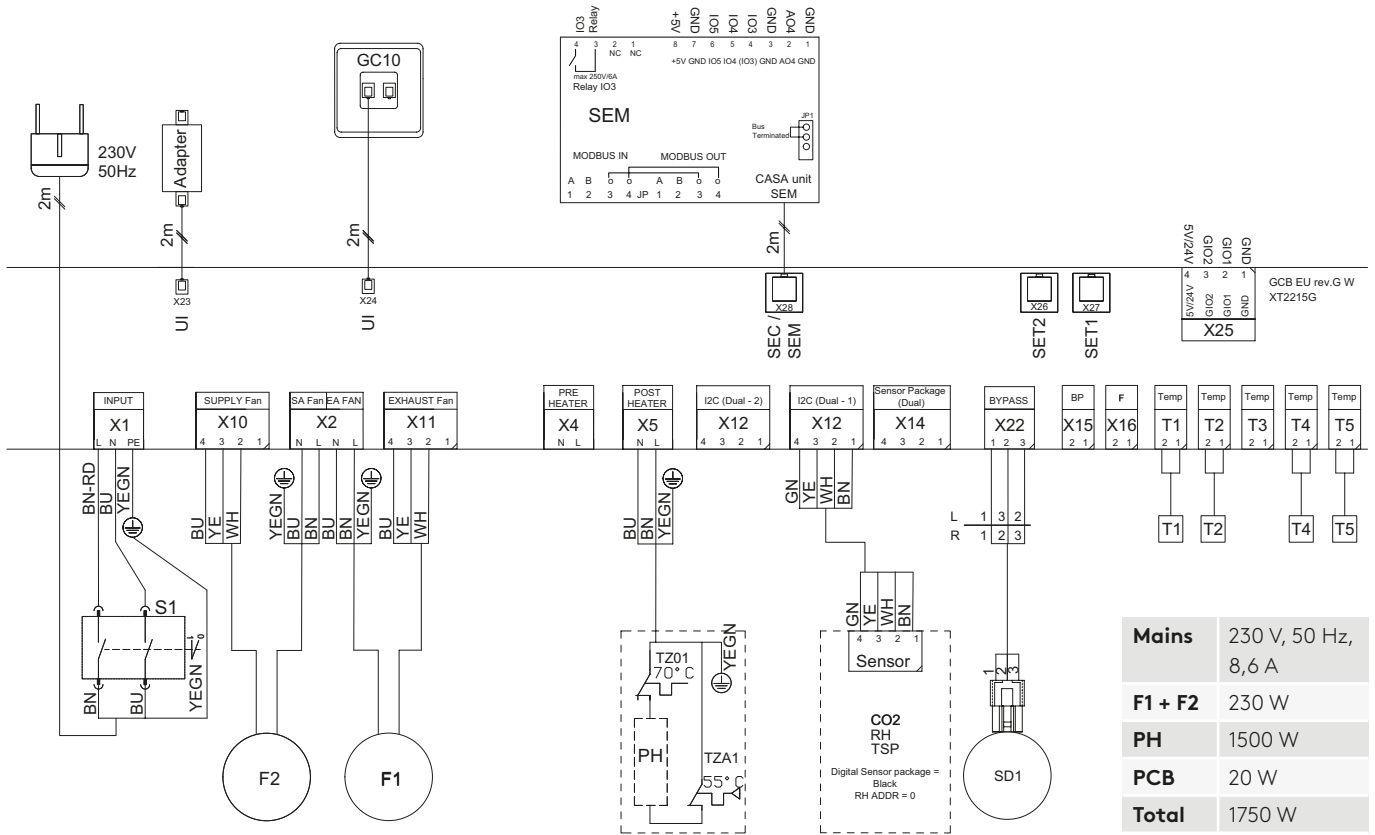 IO3
Relay
4 3 2 1
NC NC
max 250V/6A
Relay IO3
SEM
+5V
GND
IO5
IO4
IO3
GND
AO4
GND
8 7 6 5 4 3 2 1
+5V GND IO5 IO4 (IO3) GND AO4 GND
JP1
Bus
Terminated
MODBUS IN MODBUS OUT
A B o o A B o o
1 2 3 4 JP 1 2 3 4
CASA unit
SEM
2m
GC10
2m
230V
50Hz
2m
Adapter
2m
X23
UI
X24
UI
X28
SEC /
SEM
X26
SET2
X27
SET1
5V/24V
GIO2
GIO1
GND
4 3 2 1
5V/24V
GIO2
GIO1
GND
X25
GCB EU rev.G W
XT2215G
INPUT
X1
L N PE
SUPPLY Fan
X10
4 3 2 1
SA Fan EA FAN
X2
N L N L
EXHAUST Fan
X11
4 3 2 1
PRE
HEATER
X4
N L
POST
HEATER
X5
N L
I2C (Dual - 2)
X12
4 3 2 1
I2C (Dual - 1)
X12
4 3 2 1
Sensor Package
(Dual)
X14
4 3 2 1
BYPASS
X22
1 2 3
BP
X15
2 1
F
X16
2 1
Temp
T1
2 1
Temp
T2
2 1
Temp
T3
2 1
Temp
T4
2 1
Temp
T5
2 1
BN-RD
BU
YEGN
BU
YE
WH
YEGN
BU
BN
BU
BN
YEGN
BU
YE
WH
BU
BN
YEGN
GN
YE
WH
BN
L 1 3 2
R 1 2 3
T1
T2
T4
T5
S1
1 0
BN
BU
YEGN
F2
F1
TZ01
70°C
YEGN
PH
TZA1
55°C
GN
YE
WH
BN
4 3 2 1
Sensor
CO2
RH
TSP
Digital Sensor package =
Black
RH ADDR = 0
1
2
3
SD1
Mains 230 V, 50 Hz,
8,6 A
F1 + F2 230 W
PH 1500 W
PCB 20 W
Total 1750 W